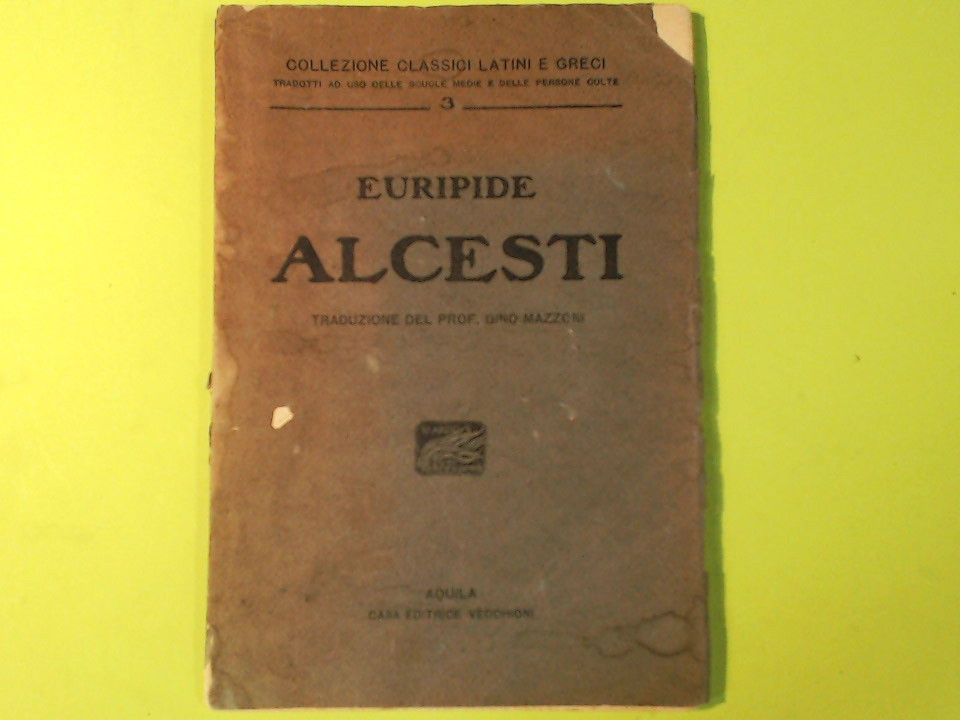 COLLEZIONE CLASSICI LATINI E GRECI
TRADOTTI AD USO DELLE SCUOLE MEDIE E DELLE PERSONE COLTE
3
EURIPIDE
ALCESTI
TRADUZIONE DEL PROF. GINO MAZZONI
AQUILA
CASA EDITRICE VECCHIONI